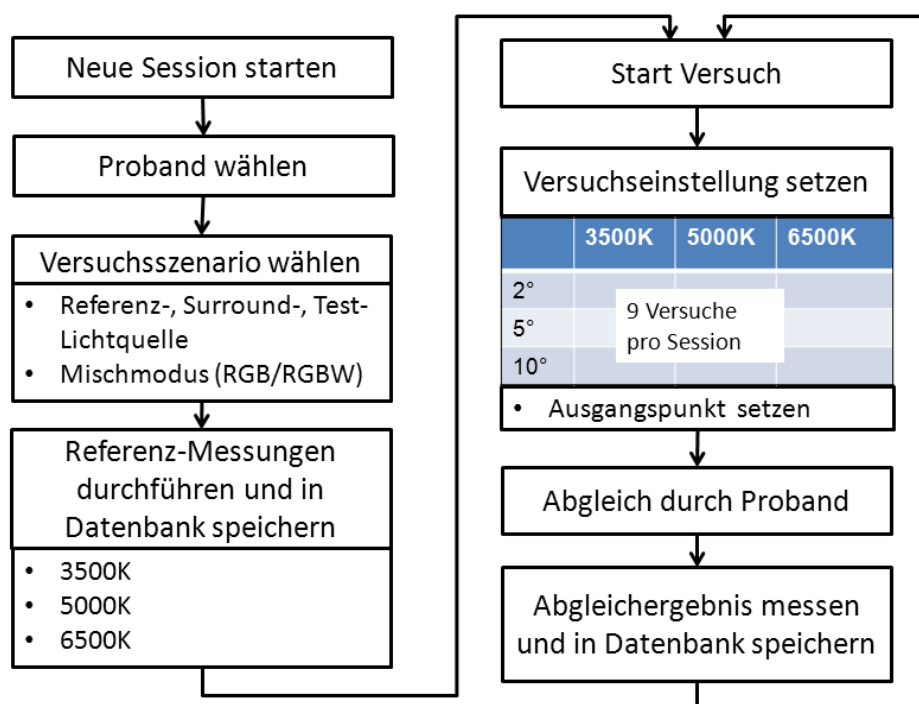 Neue Session starten
Proband wählen
Versuchsszenario wählen
• Referenz-, Surround-, Test-
Lichtquelle
• Mischmodus (RGB/RGBW)
Referenz-Messungen
durchführen und in
Datenbank speichern
• 3500K
• 5000K
• 6500K
Start Versuch
Versuchseinstellung setzen
3500K 5000K 6500K
2°
5°
10°
9 Versuche
pro Session
• Ausgangspunkt setzen
Abgleich durch Proband
Abgleichergebnis messen
und in Datenbank speichern